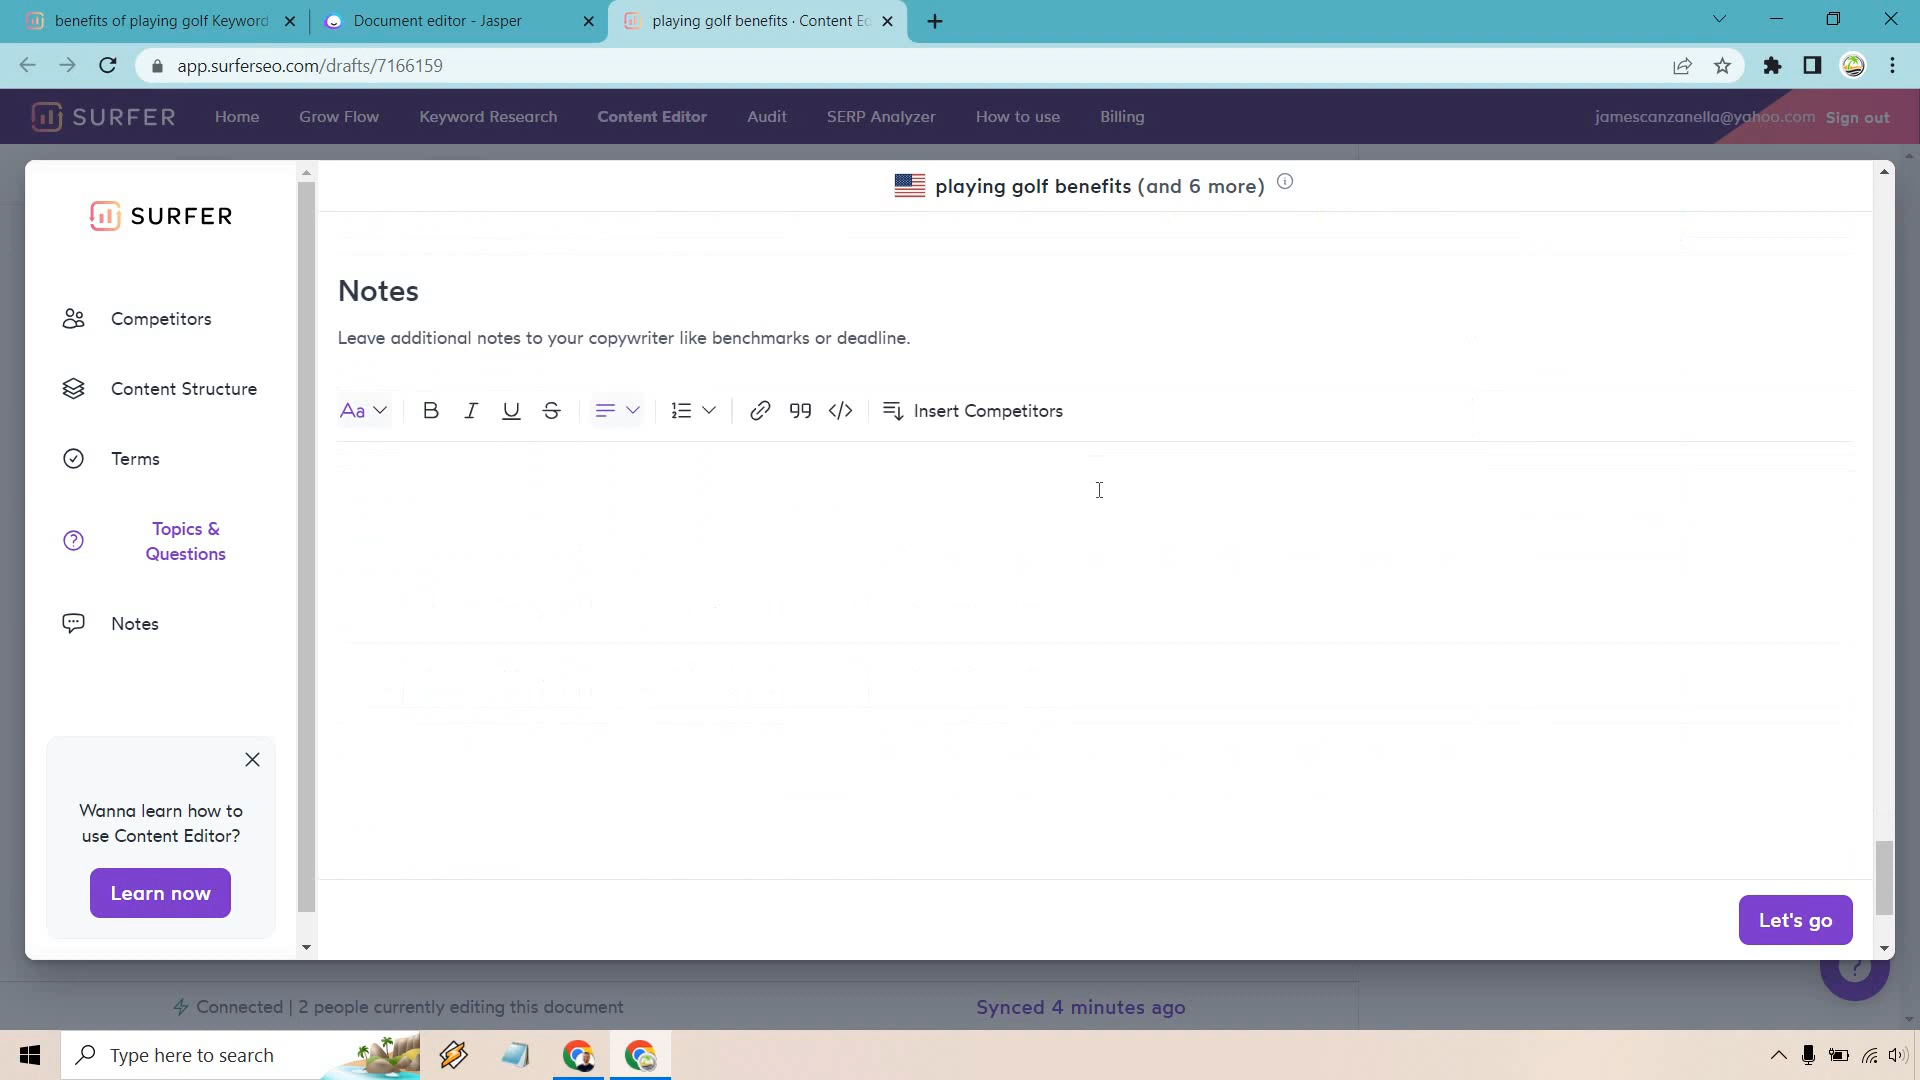 benefits of playing golf Keyword
Document editor - Jasper
playing golf benefits · Content Ed
app.surferseo.com/drafts/7166159
SURFER
Home
Grow Flow
Keyword Research
Content Editor
Audit
SERP Analyzer
How to use
Billing
jamescanzanella@yahoo.com
Sign out
SURFER
playing golf benefits (and 6 more)
Competitors
Content Structure
Terms
Topics &
Questions
Notes
Notes
Leave additional notes to your copywriter like benchmarks or deadline.
Aa
B
I
U
S
99
</>
Insert Competitors
Wanna learn how to
use Content Editor?
Learn now
Let's go
?
Connected | 2 people currently editing this document
Synced 4 minutes ago
Type here to search